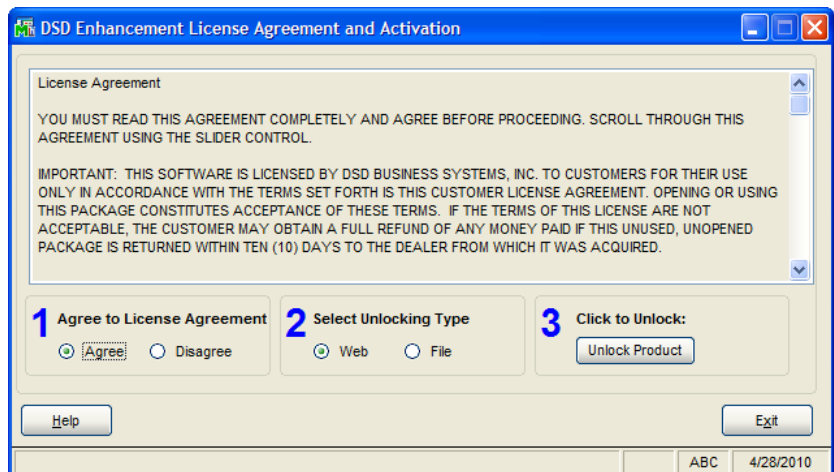 DSD Enhancement License Agreement and Activation
License Agreement
YOU MUST READ THIS AGREEMENT COMPLETELY AND AGREE BEFORE PROCEEDING. SCROLL THROUGH THIS
AGREEMENT USING THE SLIDER CONTROL.
IMPORTANT:  THIS SOFTWARE IS LICENSED BY DSD BUSINESS SYSTEMS, INC. TO CUSTOMERS FOR THEIR USE
ONLY IN ACCORDANCE WITH THE TERMS SET FORTH IS THIS CUSTOMER LICENSE AGREEMENT. OPENING OR USING
THIS PACKAGE CONSTITUTES ACCEPTANCE OF THESE TERMS.  IF THE TERMS OF THIS LICENSE ARE NOT
ACCEPTABLE, THE CUSTOMER MAY OBTAIN A FULL REFUND OF ANY MONEY PAID IF THIS UNUSED, UNOPENED
PACKAGE IS RETURNED WITHIN TEN (10) DAYS TO THE DEALER FROM WHICH IT WAS ACQUIRED.
1 Agree to License Agreement
Agree Disagree
2 Select Unlocking Type
Web File
3 Click to Unlock:
Unlock Product
Help Exit
ABC 4/28/2010